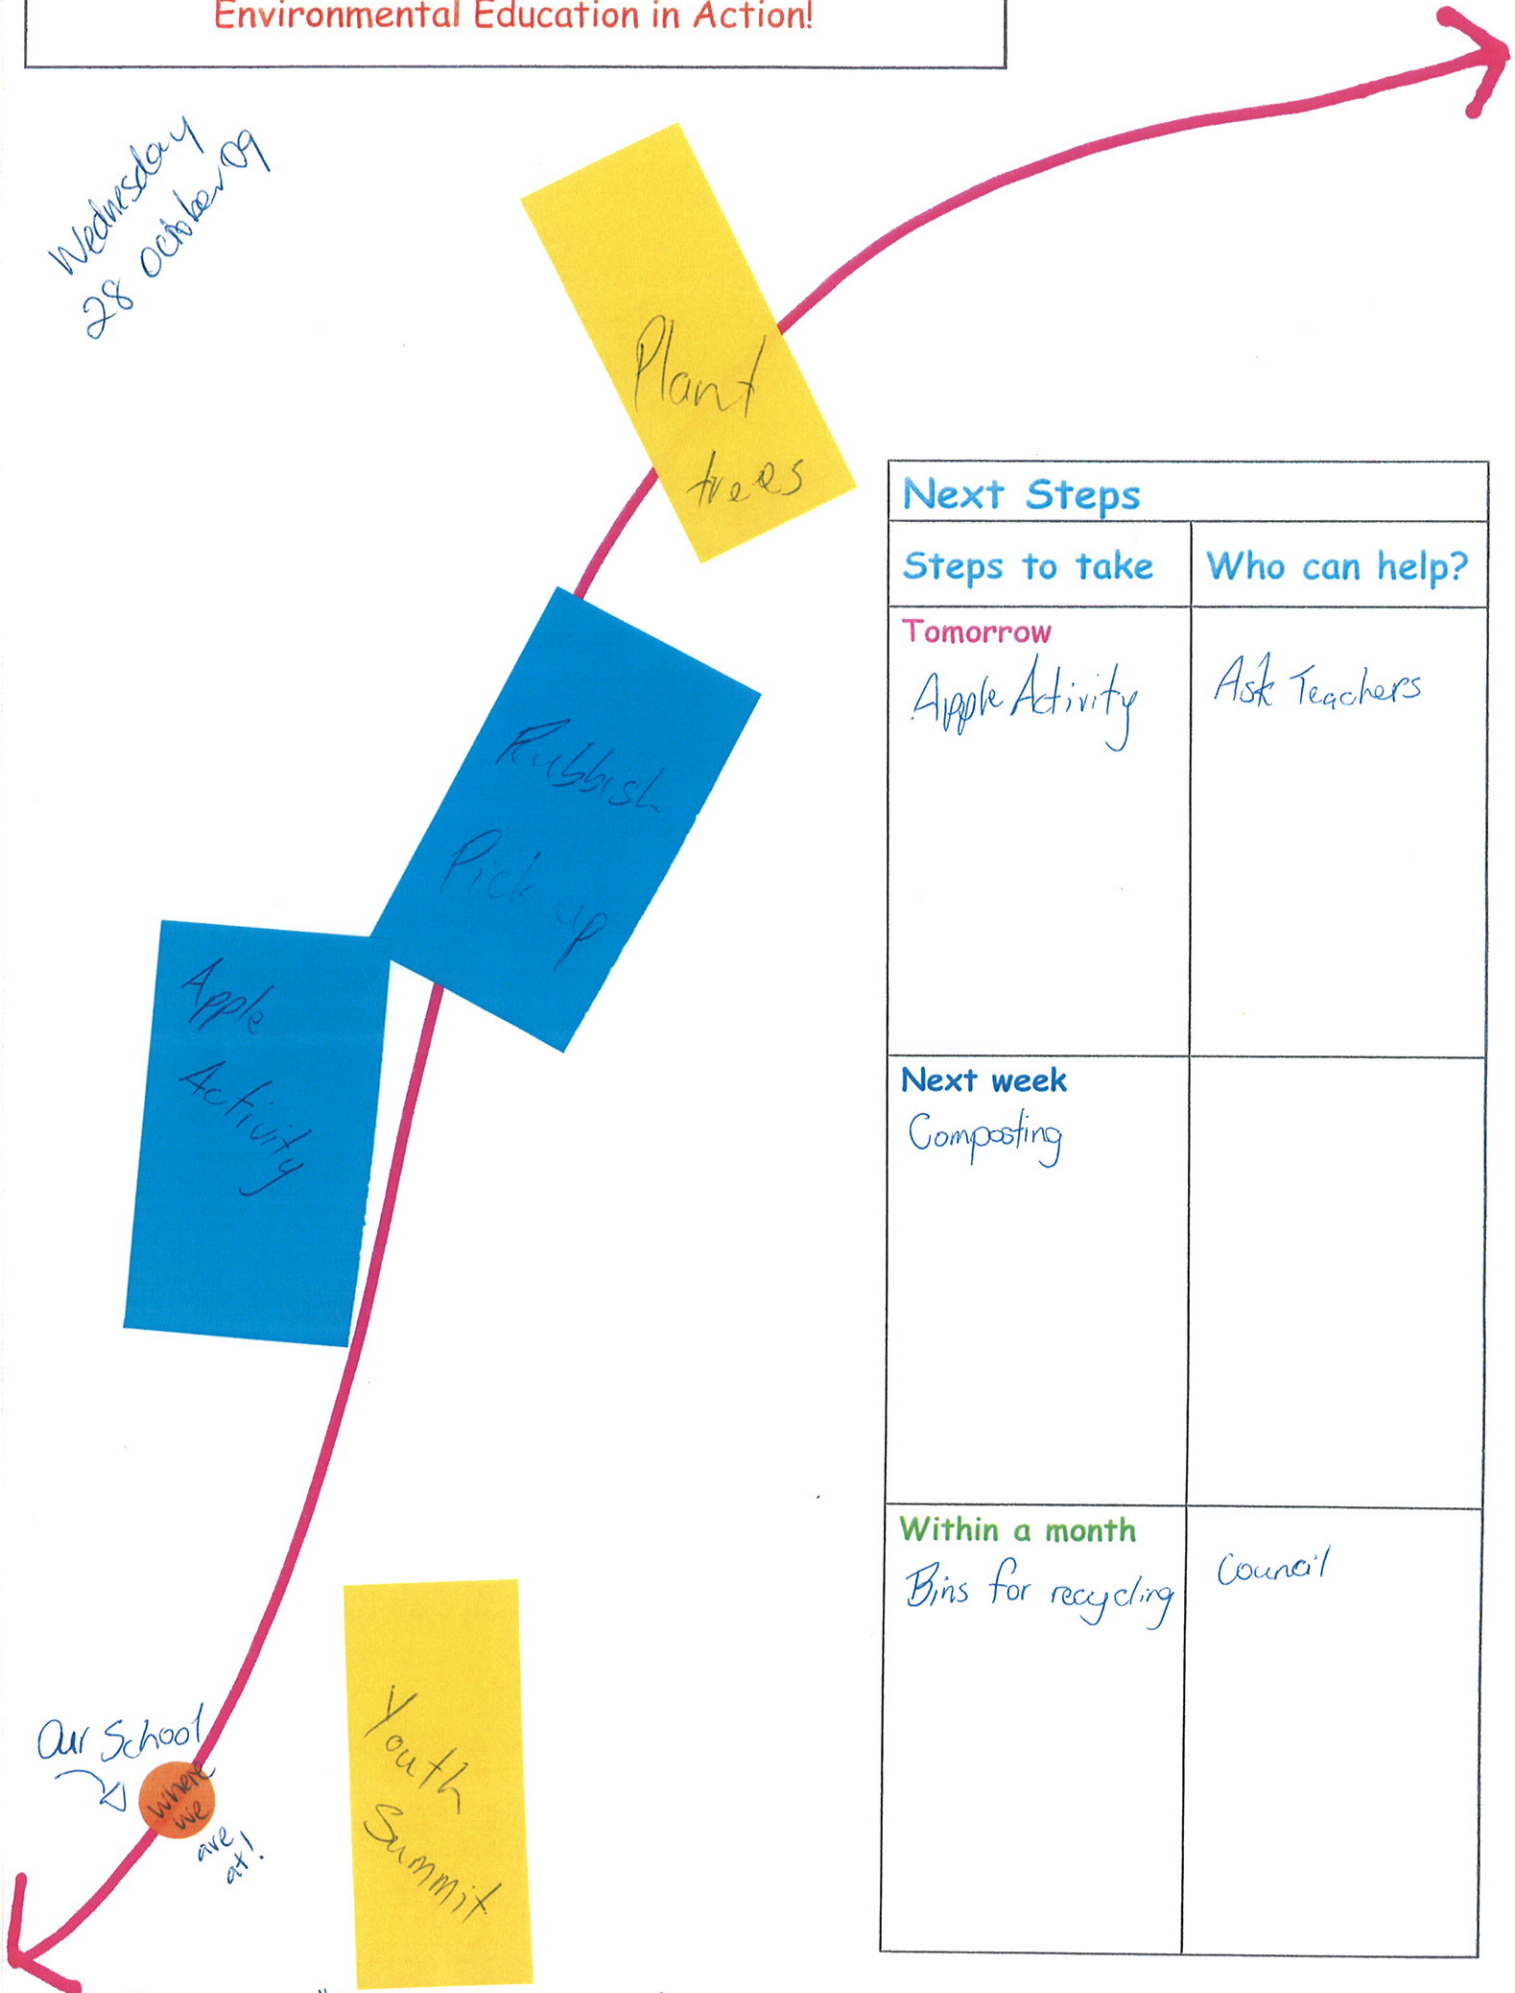 Environmental Education in Action!
Wednesday
28 October 09
Plant
trees
Rubbish
Pick up
Apple
Activity
Our School
where
we
are
at!
Youth
Summit
Next Steps
Steps to take
Who can help?
Tomorrow
Apple Activity
Ask Teachers
Next week
Composting
Within a month
Bins for recycling
Council